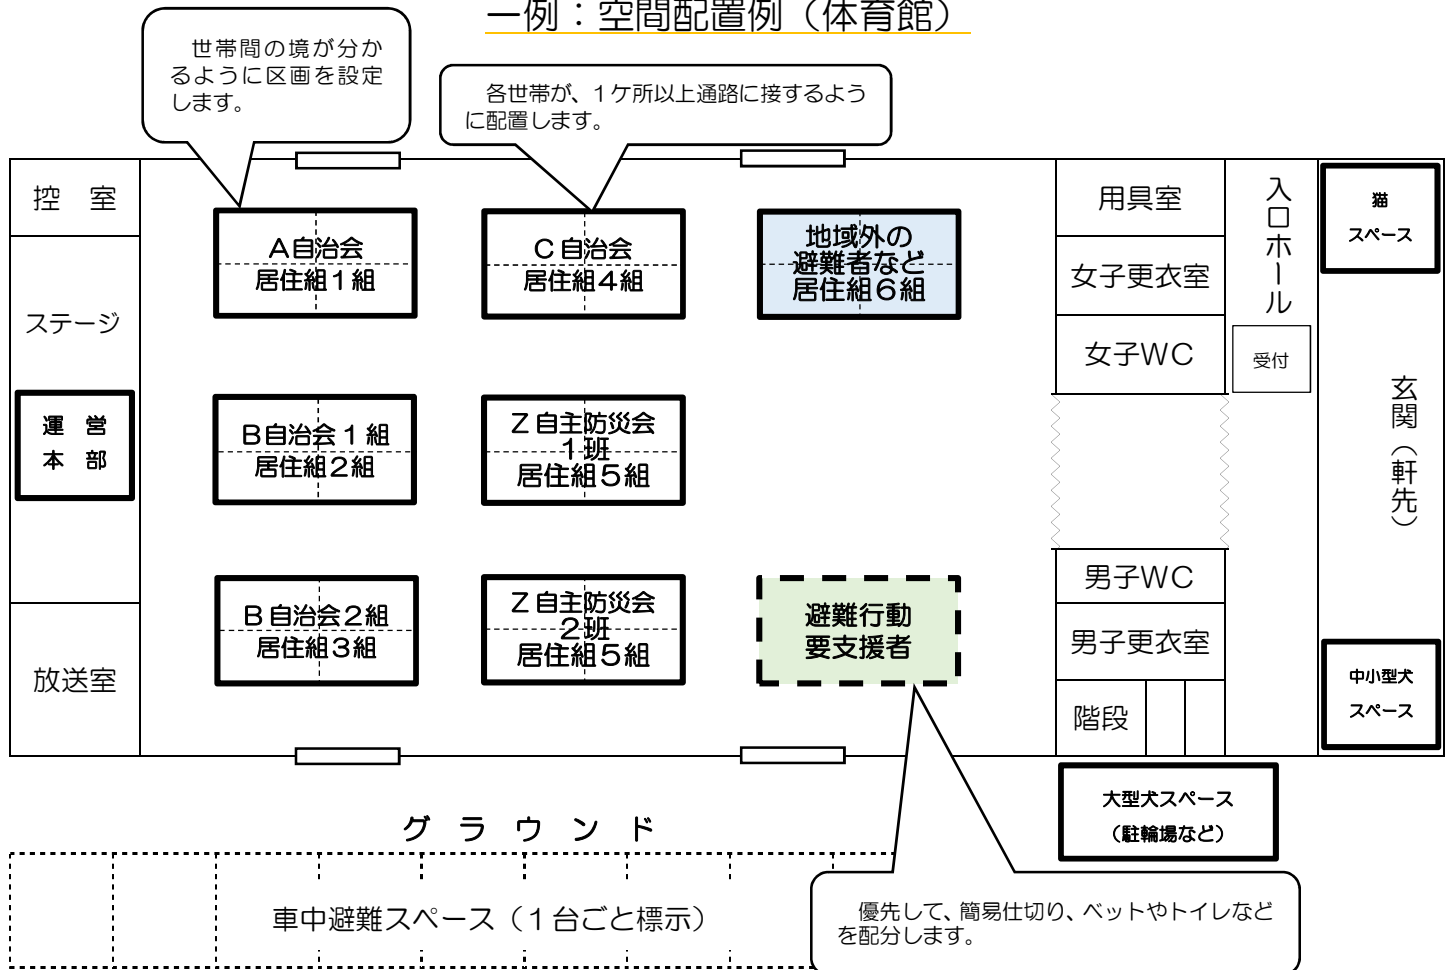 一例：空間配置例（体育館）
世帯間の境が分か
るように区画を設定
します。
各世帯が、１ケ所以上通路に接するよう
に配置します。
控　室
ステージ
運　営
本　部
放送室
Ａ自治会
居住組１組
Ｃ自治会
居住組４組
地域外の
避難者など
居住組６組
Ｂ自治会１組
居住組２組
Ｚ自主防災会
１班
居住組５組
Ｂ自治会２組
居住組３組
Ｚ自主防災会
２班
居住組５組
避難行動
要支援者
用具室
女子更衣室
女子ＷＣ
男子ＷＣ
男子更衣室
階段
入口ホール
受付
猫
スペース
玄関（軒先）
中小型犬
スペース
大型犬スペース
（駐輪場など）
グラウンド
車中避難スペース（１台ごと標示）
優先して、簡易仕切り、ベットやトイレなど
を配分します。